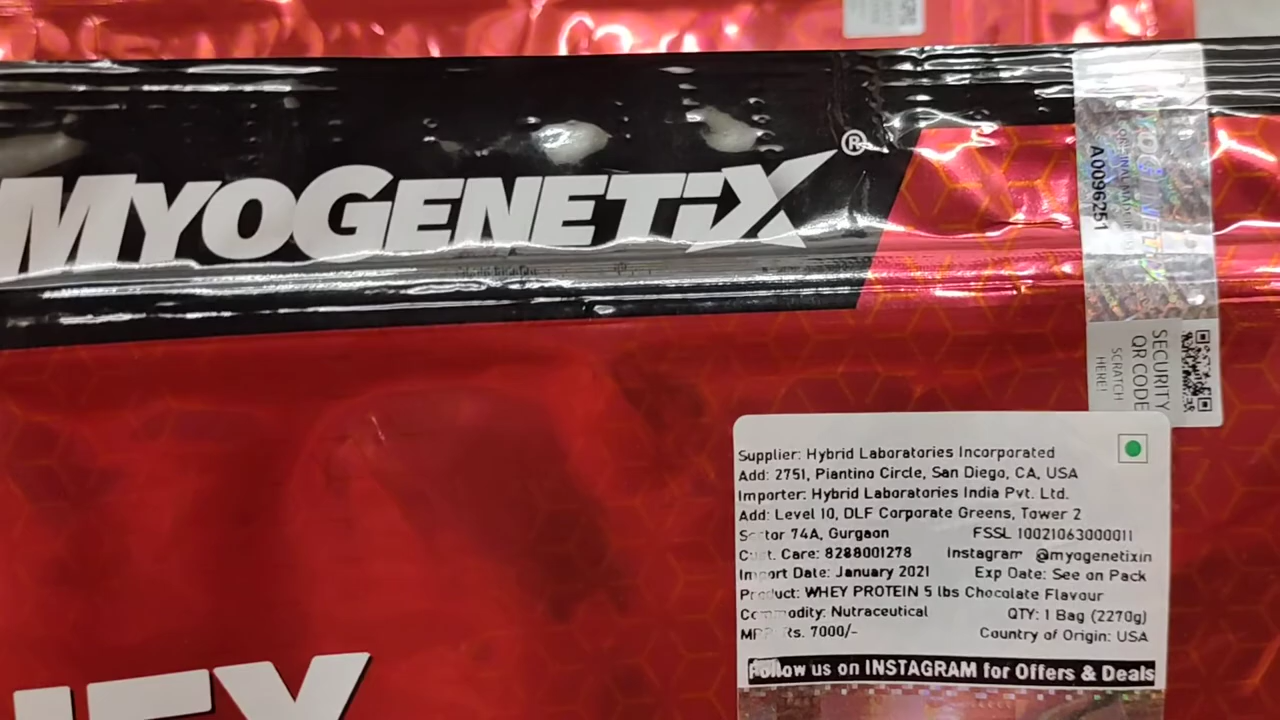 MYOGENETiX®
A0096251
SECURITY
QR CODE
SCRATCH
HERE!
Supplier: Hybrid Laboratories Incorporated
Add: 2751, Piantino Circle, San Diego, CA, USA
Importer: Hybrid Laboratories India Pvt. Ltd.
Add: Level 10, DLF Corporate Greens, Tower 2
Sector 74A, Gurgaon FSSL 10021063000011
Cust. Care: 8288001278 Instagram @myogenetixin
Import Date: January 2021 Exp Date: See on Pack
Product: WHEY PROTEIN 5 lbs Chocolate Flavour
Commodity: Nutraceutical QTY: 1 Bag (2270g)
MRP Rs. 7000/- Country of Origin: USA
Follow us on INSTAGRAM for Offers & Deals